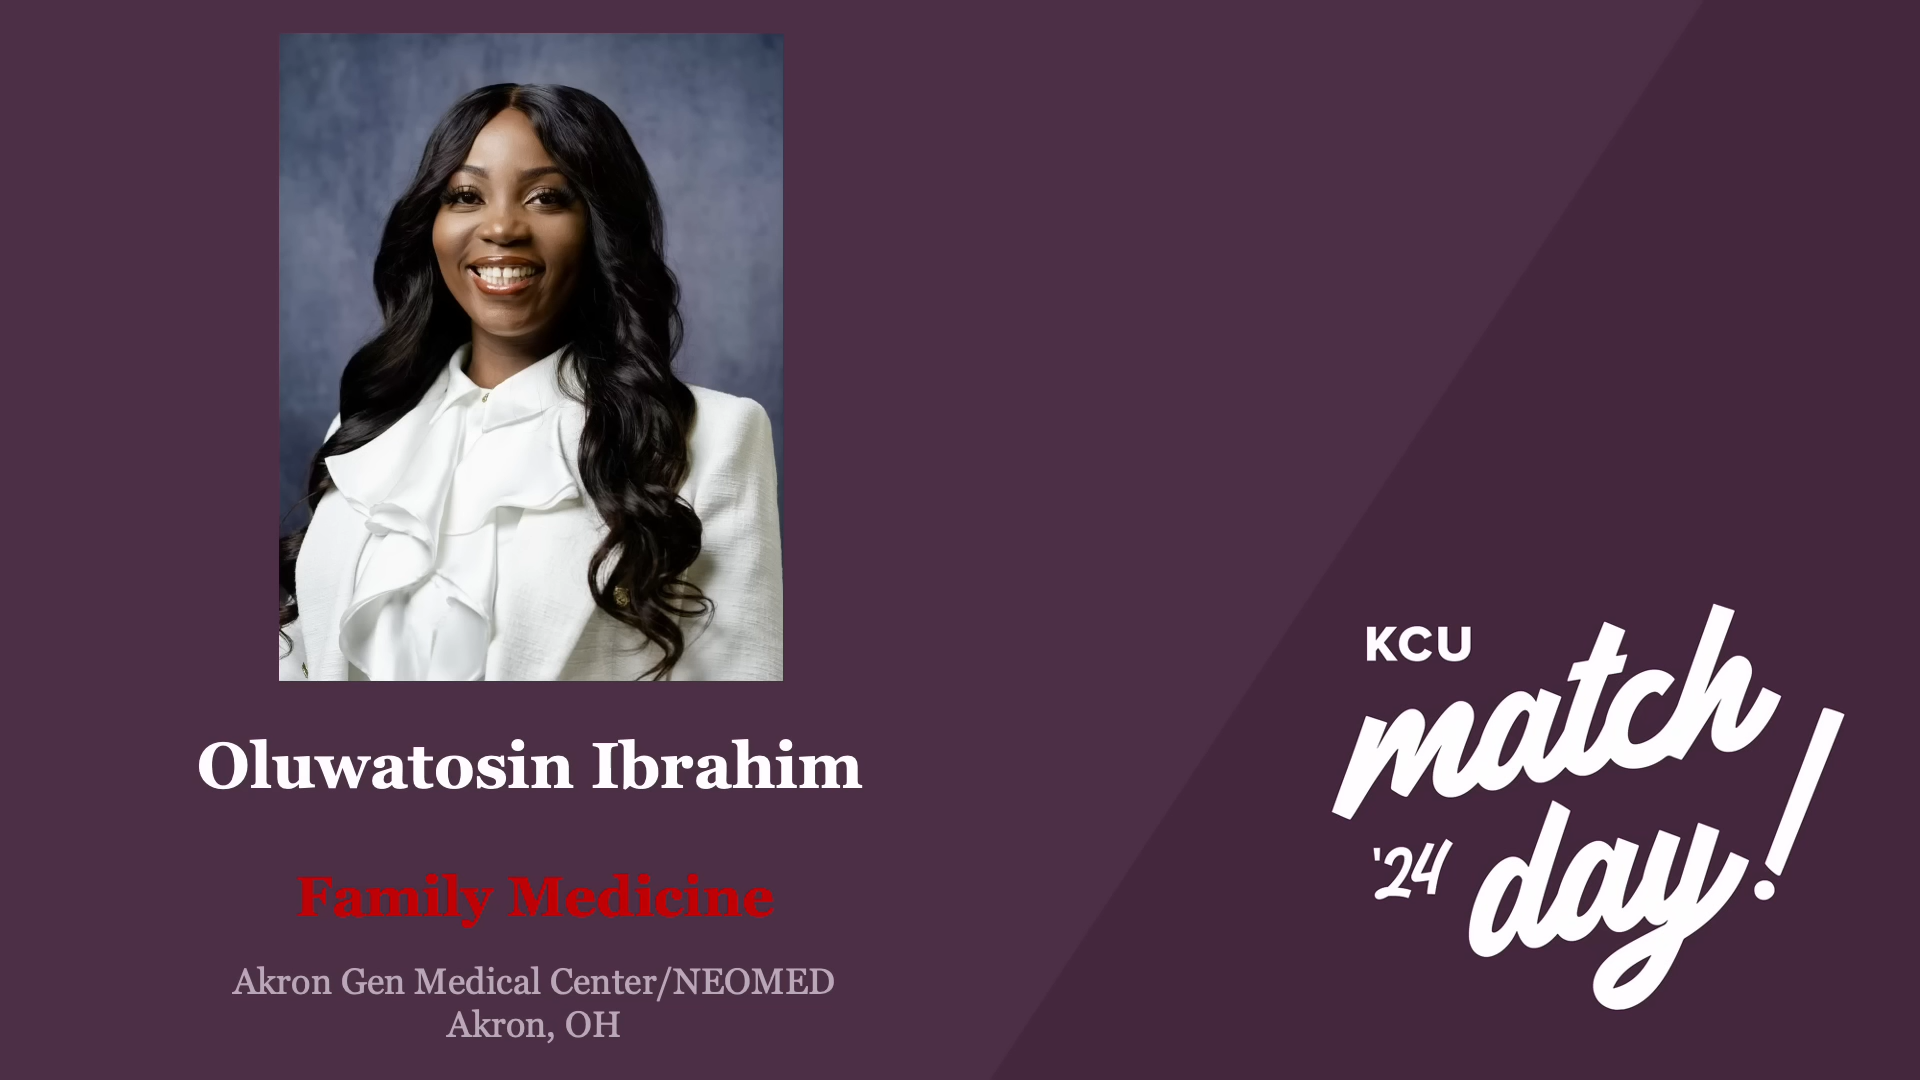 Oluwatosin Ibrahim
Family Medicine
Akron Gen Medical Center/NEOMED
Akron, OH
KCU
match
'24 day!